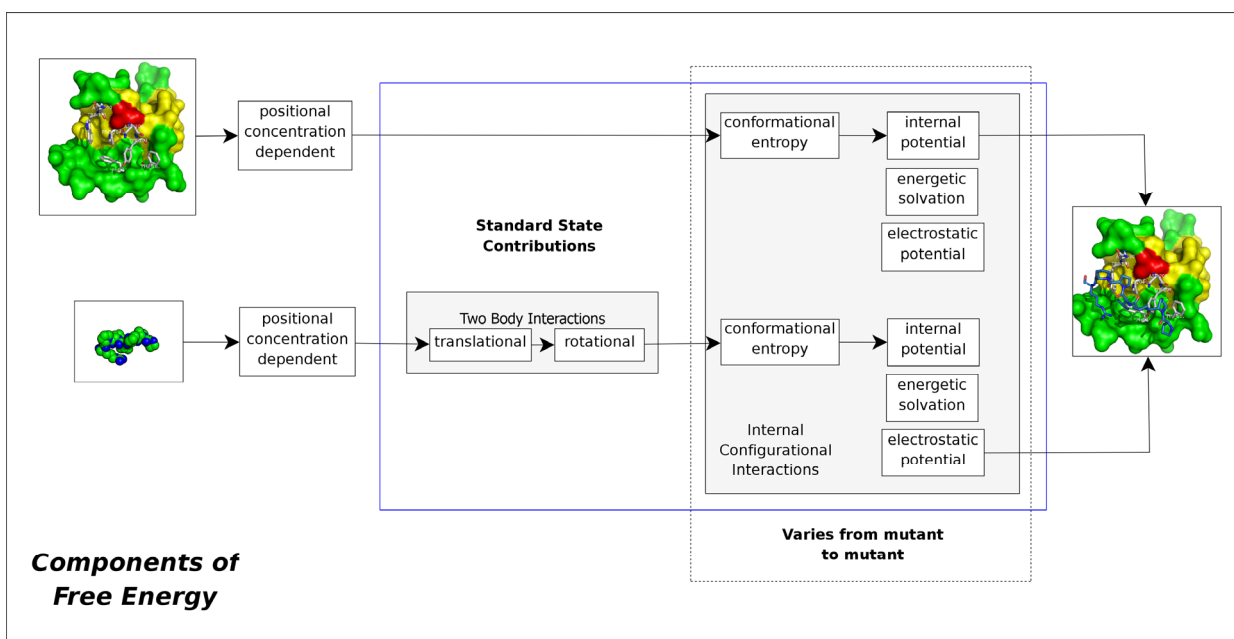 positional
concentration
dependent
conformational
entropy
internal
potential
energetic
solvation
electrostatic
potential
Standard State
Contributions
positional
concentration
dependent
Two Body Interactions
translational
rotational
conformational
entropy
internal
potential
energetic
solvation
electrostatic
potential
Internal
Configurational
Interactions
Varies from mutant
to mutant
Components of
Free Energy